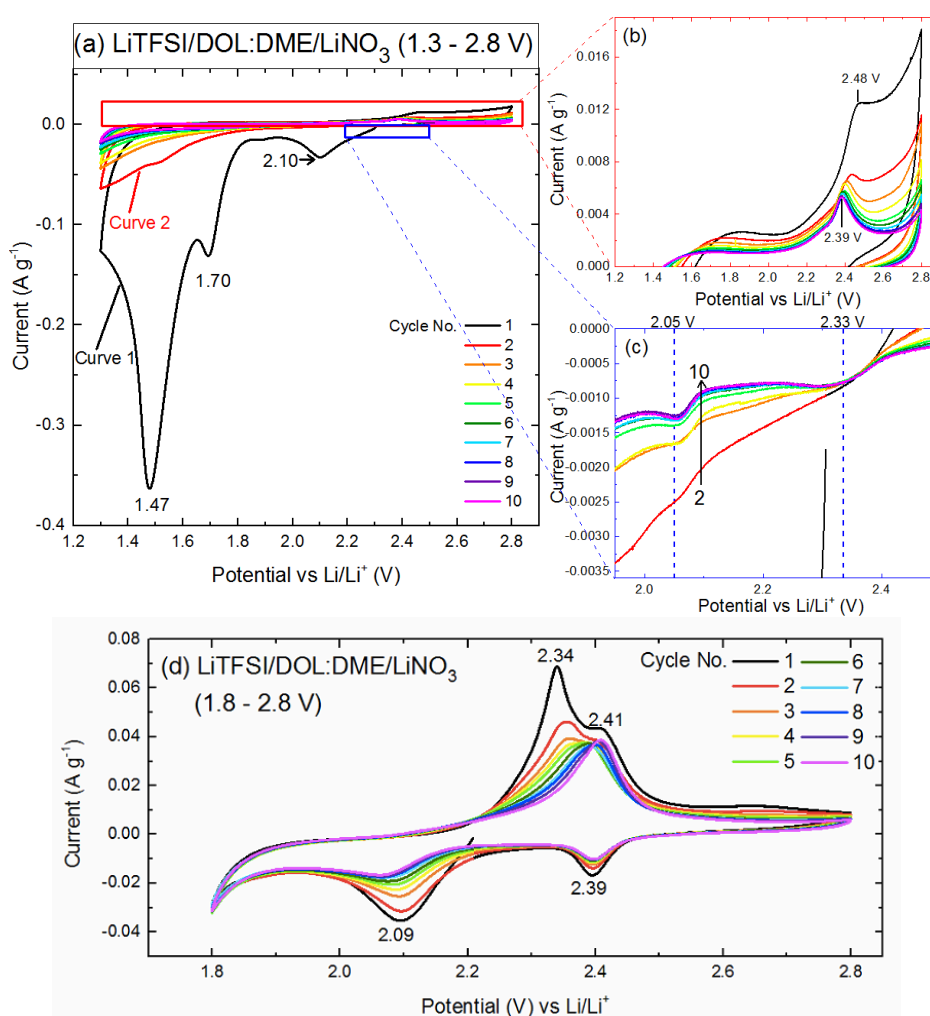 (a) LiTFSI/DOL:DME/LiNO₃ (1.3 - 2.8 V)
0.0
-0.1
-0.2
-0.3
-0.4
Current (A g⁻¹)
2.10
Curve 2
1.70
Curve 1
1.47
Cycle No.
1
2
3
4
5
6
7
8
9
10
1.2 1.4 1.6 1.8 2.0 2.2 2.4 2.6 2.8
Potential vs Li/Li⁺ (V)
(b)
0.016
0.012
0.008
0.004
0.000
Current (A g⁻¹)
2.48 V
2.39 V
1.2 1.4 1.6 1.8 2.0 2.2 2.4 2.6 2.8
Potential vs Li/Li⁺ (V)
2.05 V 2.33 V
(c)
0.0000
-0.0005
-0.0010
-0.0015
-0.0020
-0.0025
-0.0030
-0.0035
Current (A g⁻¹)
10
2
2.0 2.2 2.4
Potential vs Li/Li⁺ (V)
(d) LiTFSI/DOL:DME/LiNO₃
(1.8 - 2.8 V)
0.08
0.06
0.04
0.02
0.00
-0.02
-0.04
Current (A g⁻¹)
2.34
2.41
2.39
2.09
Cycle No.
1 6
2 7
3 8
4 9
5 10
1.8 2.0 2.2 2.4 2.6 2.8
Potential (V) vs Li/Li⁺